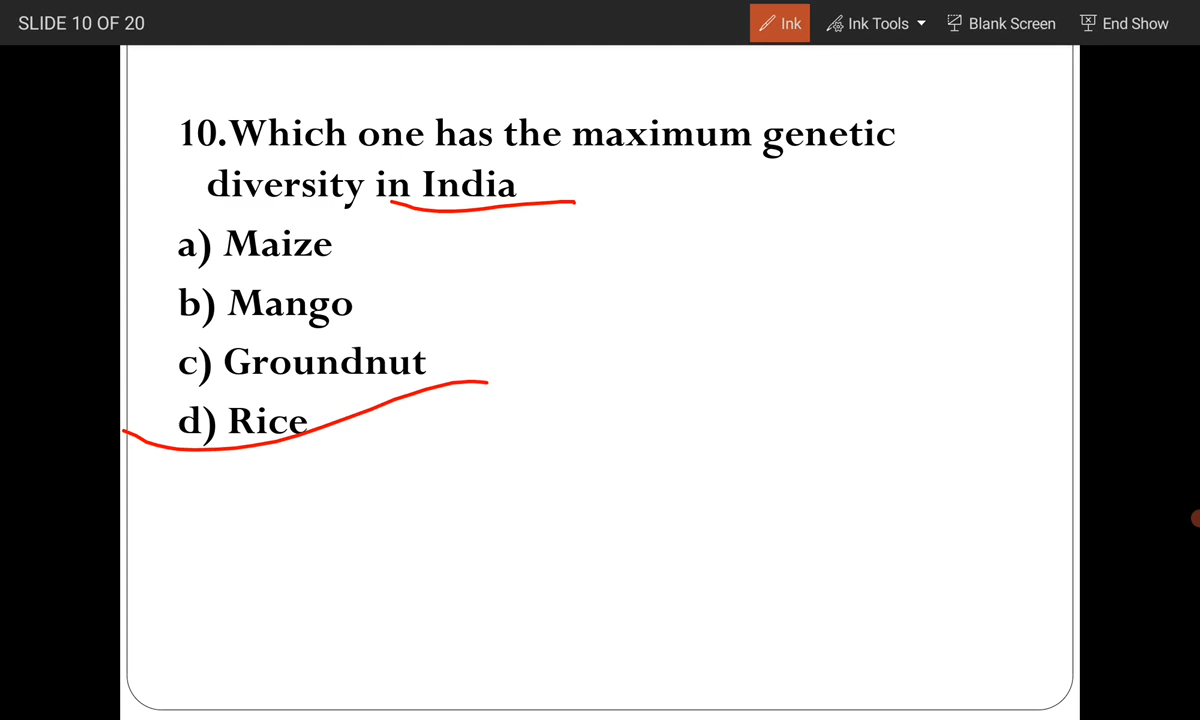 SLIDE 10 OF 20
Ink
Ink Tools
Blank Screen
End Show
10.Which one has the maximum genetic
diversity in India
a) Maize
b) Mango
c) Groundnut
d) Rice